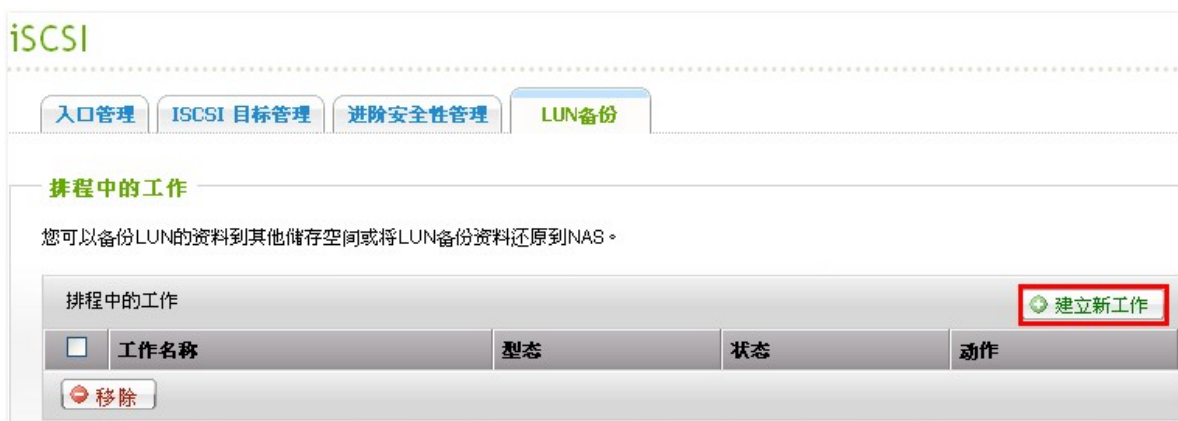 iSCSI
入口管理 ISCSI 目标管理 进阶安全性管理 LUN备份
排程中的工作
您可以备份LUN的资料到其他储存空间或将LUN备份资料还原到NAS。
排程中的工作 建立新工作
工作名称 型态 状态 动作
移除